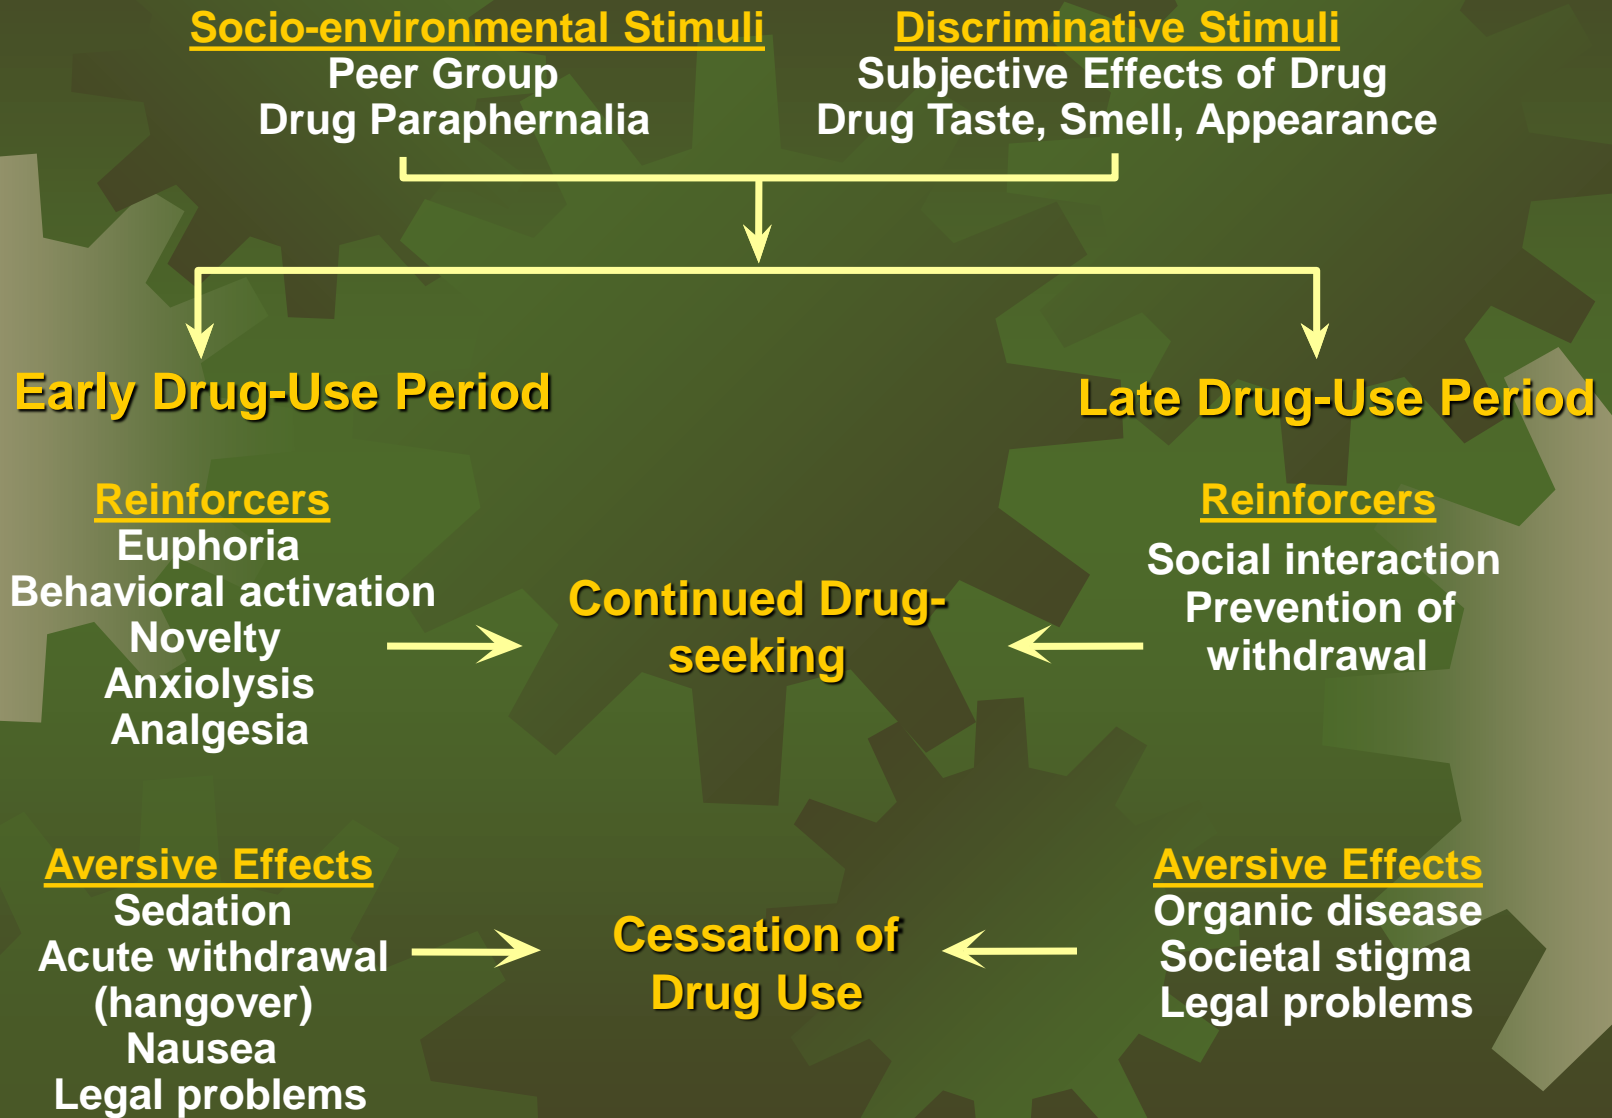 Socio-environmental Stimuli
Peer Group
Drug Paraphernalia
Discriminative Stimuli
Subjective Effects of Drug
Drug Taste, Smell, Appearance
Early Drug-Use Period
Reinforcers
Euphoria
Behavioral activation
Novelty
Anxiolysis
Analgesia
Aversive Effects
Sedation
Acute withdrawal
(hangover)
Nausea
Legal problems
Continued Drug-
seeking
Cessation of
Drug Use
Late Drug-Use Period
Reinforcers
Social interaction
Prevention of
withdrawal
Aversive Effects
Organic disease
Societal stigma
Legal problems